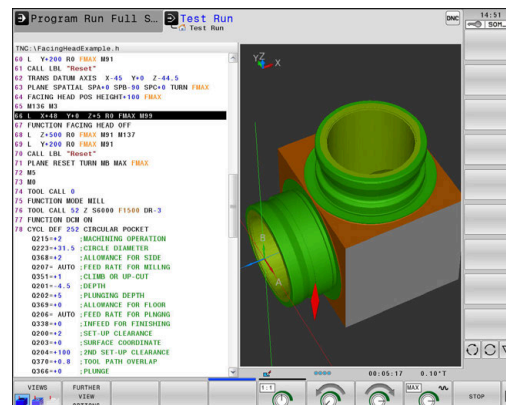 Program Run Full S...
Test Run
Test Run
DNC
14:51
SOM_
TNC:\FacingHeadExample.h
60 L Y+200 R0 FMAX M91
61 CALL LBL "Reset"
62 TRANS DATUM AXIS X-45 Y+0 Z-44.5
63 PLANE SPATIAL SPA+0 SPB-90 SPC+0 TURN FMAX
64 FACING HEAD POS HEIGHT+100 FMAX
65 M136 M3
66 L X+48 Y+0 Z+5 R0 FMAX M99
67 FUNCTION FACING HEAD OFF
68 L Z+500 R0 FMAX M91 M137
69 L Y+200 R0 FMAX M91
70 CALL LBL "Reset"
71 PLANE RESET TURN MB MAX FMAX
72 M5
73 M0
74 TOOL CALL 0
75 FUNCTION MODE MILL
76 TOOL CALL 52 Z S6000 F1500 DR-3
77 FUNCTION DCM ON
78 CYCL DEF 252 CIRCULAR POCKET
Q215=+2 ;MACHINING OPERATION
Q223=+31.5 ;CIRCLE DIAMETER
Q368=+2 ;ALLOWANCE FOR SIDE
Q207= AUTO ;FEED RATE FOR MILLNG
Q351=+1 ;CLIMB OR UP-CUT
Q201=-4.5 ;DEPTH
Q202=+5 ;PLUNGING DEPTH
Q369=+0 ;ALLOWANCE FOR FLOOR
Q206= AUTO ;FEED RATE FOR PLNGNG
Q338=+0 ;INFEED FOR FINISHING
Q200=+2 ;SET-UP CLEARANCE
Q203=+0 ;SURFACE COORDINATE
Q204=+100 ;2ND SET-UP CLEARANCE
Q370=+0.8 ;TOOL PATH OVERLAP
Q366=+0 ;PLUNGE
Y Z X
B
A
00:05:17 0.10*T
VIEWS
FURTHER
VIEW
OPTIONS
1:1
MAX
STOP